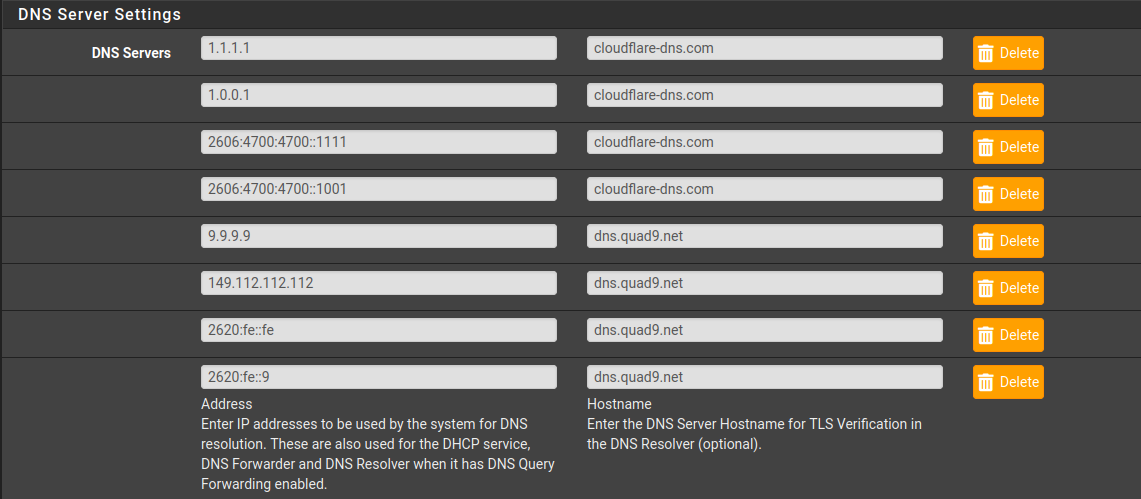 DNS Server Settings
DNS Servers 1.1.1.1 cloudflare-dns.com Delete
1.0.0.1 cloudflare-dns.com Delete
2606:4700:4700::1111 cloudflare-dns.com Delete
2606:4700:4700::1001 cloudflare-dns.com Delete
9.9.9.9 dns.quad9.net Delete
149.112.112.112 dns.quad9.net Delete
2620:fe::fe dns.quad9.net Delete
2620:fe::9 dns.quad9.net Delete
Address
Enter IP addresses to be used by the system for DNS
resolution. These are also used for the DHCP service,
DNS Forwarder and DNS Resolver when it has DNS Query
Forwarding enabled.
Hostname
Enter the DNS Server Hostname for TLS Verification in
the DNS Resolver (optional).